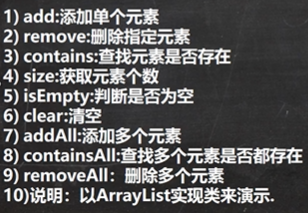 1) add:添加单个元素
2) remove:删除指定元素
3) contains:查找元素是否存在
4) size:获取元素个数
5) isEmpty:判断是否为空
6) clear:清空
7) addAll:添加多个元素
8) containsAll:查找多个元素是否都存在
9) removeAll：删除多个元素
10)说明：以ArrayList实现类来演示.